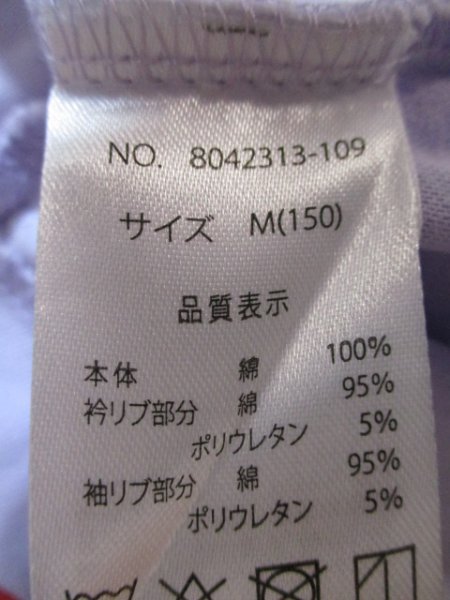 NO. 8042313-109
サイズ M(150)
品質表示
本体 綿 100%
衿リブ部分 綿 95%
ポリウレタン 5%
袖リブ部分 綿 95%
ポリウレタン 5%